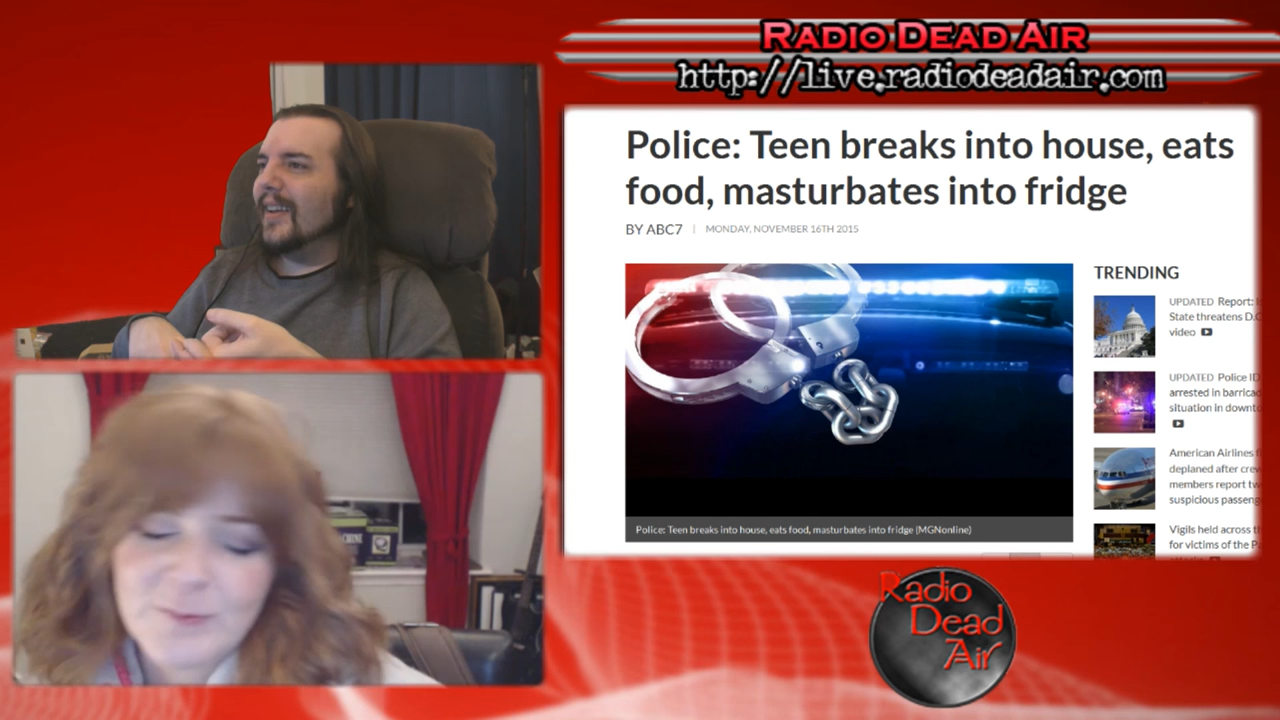 RADIO DEAD AIR
http://live.radiodeadair.com
Police: Teen breaks into house, eats
food, masturbates into fridge
BY ABC7 | MONDAY, NOVEMBER 16TH 2015
TRENDING
UPDATED Report:
State threatens D.C
video
UPDATED Police ID
arrested in barrica
situation in downto
American Airlines
deplaned after crew
members report tw
suspicious passeng
Vigils held across t
for victims of the P
Police: Teen breaks into house, eats food, masturbates into fridge (MGNonline)
Radio
Dead
Air